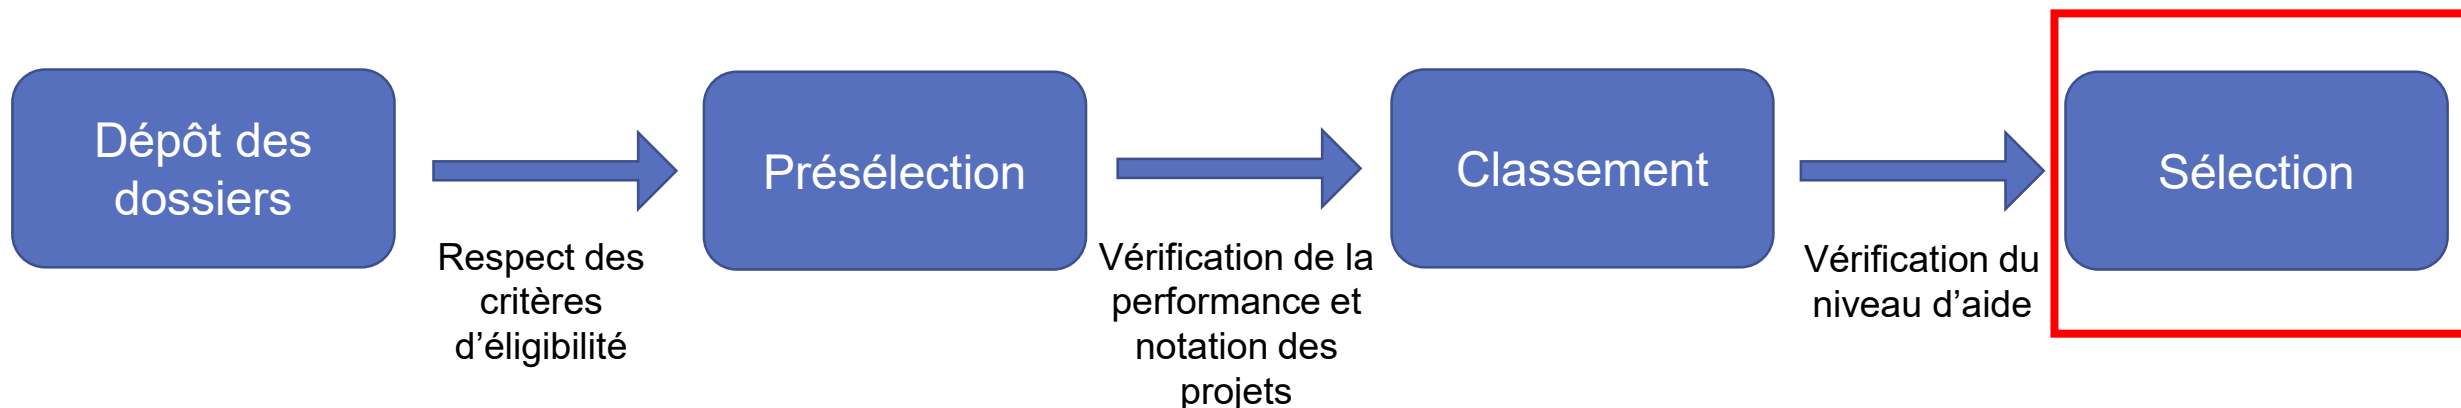 Dépôt des
dossiers
Respect des
critères
d’éligibilité
Présélection
Vérification de la
performance et
notation des
projets
Classement
Vérification du
niveau d’aide
Sélection